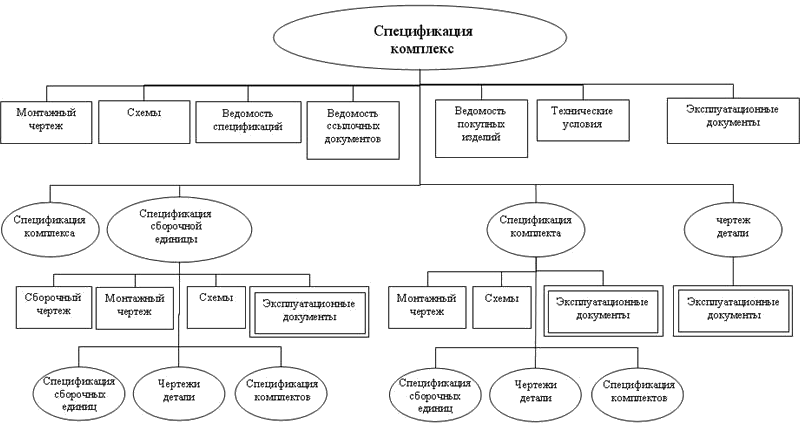 Спецификация
комплекс
Монтажный
чертеж
Схемы
Ведомость
спецификаций
Ведомость
ссылочных
документов
Ведомость
покупных
изделий
Технические
условия
Эксплуатационные
документы
Спецификация
комплекса
Спецификация
сборочной
единицы
Спецификация
комплекта
чертеж
детали
Сборочный
чертеж
Монтажный
чертеж
Схемы
Эксплуатационные
документы
Монтажный
чертеж
Схемы
Эксплуатационные
документы
Эксплуатационные
документы
Спецификация
сборочных
единиц
Чертежи
детали
Спецификация
комплектов
Спецификация
сборочных
единиц
Чертежи
детали
Спецификация
комплектов